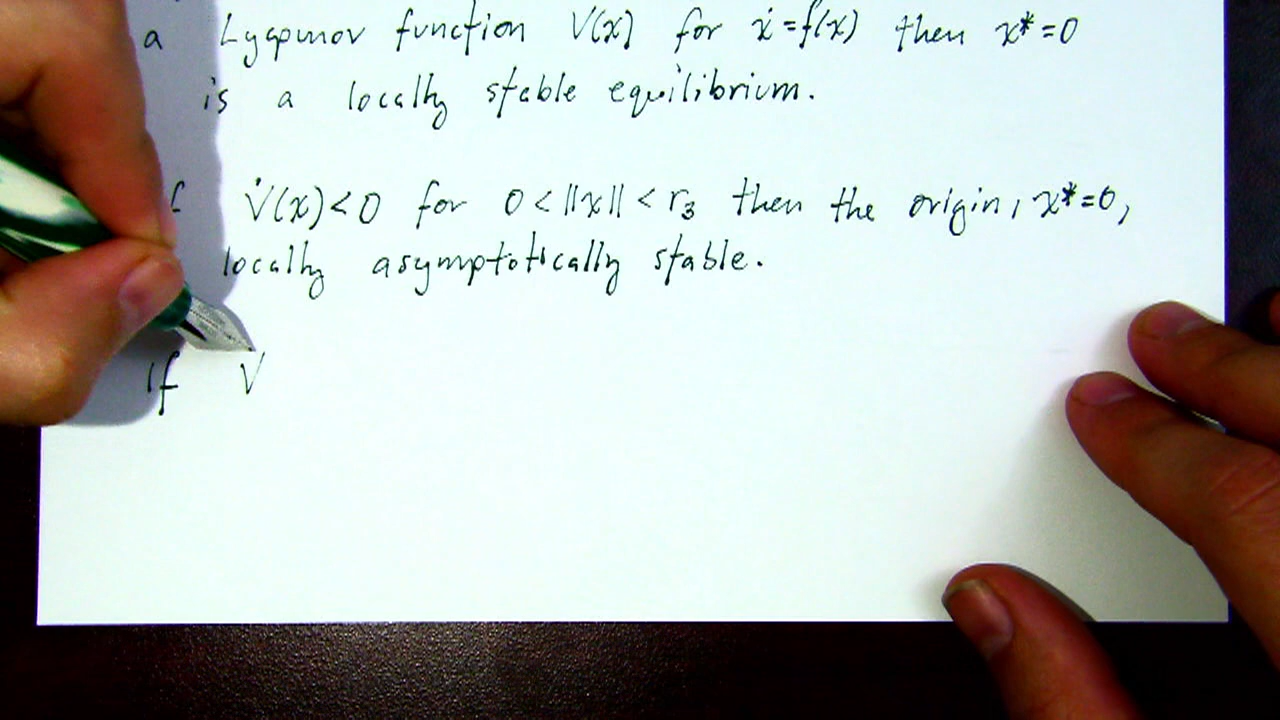 a Lyapunov function V(x) for ẋ=f(x) then x*=0
is a locally stable equilibrium.
f V̇(x)<0 for 0<||x||<r₃ then the origin, x*=0,
locally asymptotically stable.
If V